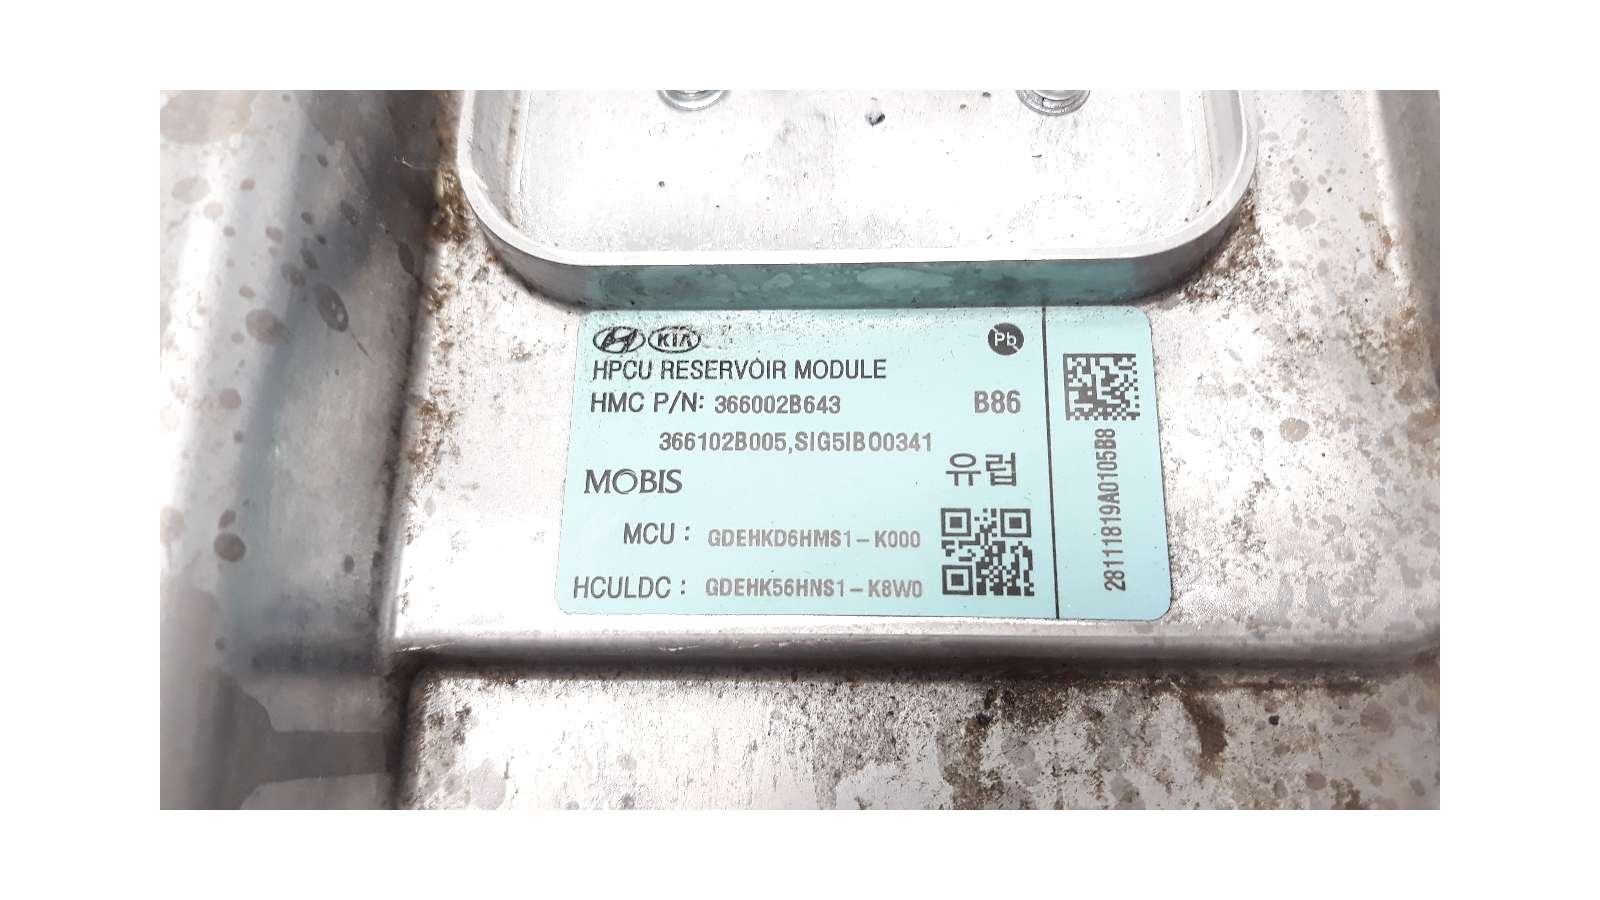 KIA
Pb
HPCU RESERVOIR MODULE
HMC P/N: 366002B643 B86
366102B005,SIG5IB00341
유럽
MOBIS
MCU : GDEHKD6HMS1-K000
HCULDC : GDEHK56HNS1-K8W0
28111819A0105B8